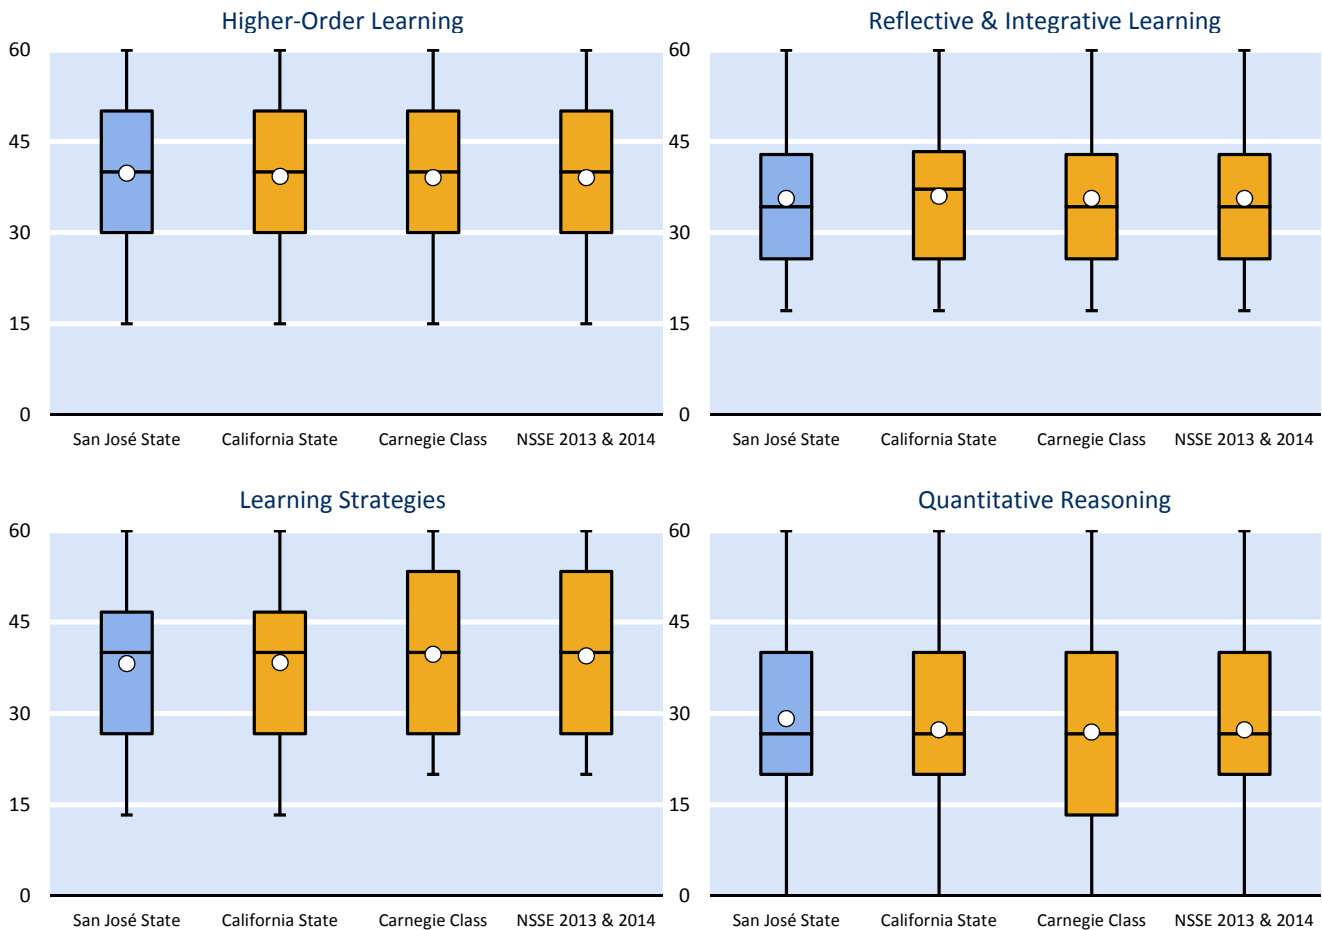 Higher-Order Learning
60
45
30
15
0
San José State California State Carnegie Class NSSE 2013 & 2014
Reflective & Integrative Learning
60
45
30
15
0
San José State California State Carnegie Class NSSE 2013 & 2014
Learning Strategies
60
45
30
15
0
San José State California State Carnegie Class NSSE 2013 & 2014
Quantitative Reasoning
60
45
30
15
0
San José State California State Carnegie Class NSSE 2013 & 2014